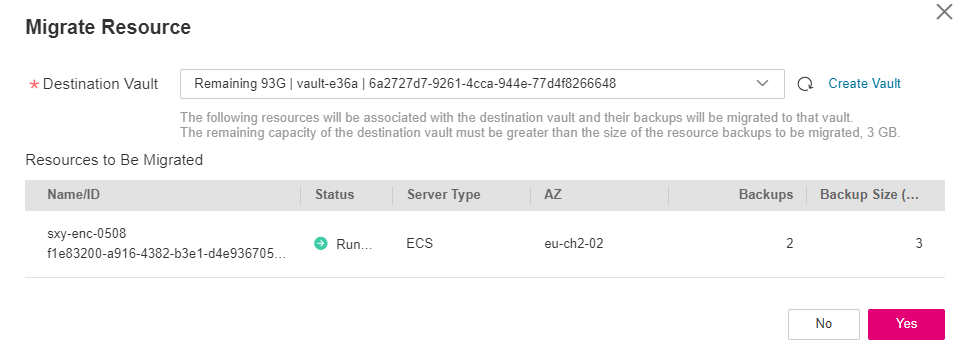 Migrate Resource
* Destination Vault Remaining 93G | vault-e36a | 6a2727d7-9261-4cca-944e-77d4f8266648 Create Vault
The following resources will be associated with the destination vault and their backups will be migrated to that vault.
The remaining capacity of the destination vault must be greater than the size of the resource backups to be migrated, 3 GB.
Resources to Be Migrated
Name/ID Status Server Type AZ Backups Backup Size (...
sxy-enc-0508
f1e83200-a916-4382-b3e1-d4e936705... Run... ECS eu-ch2-02 2 3
No Yes